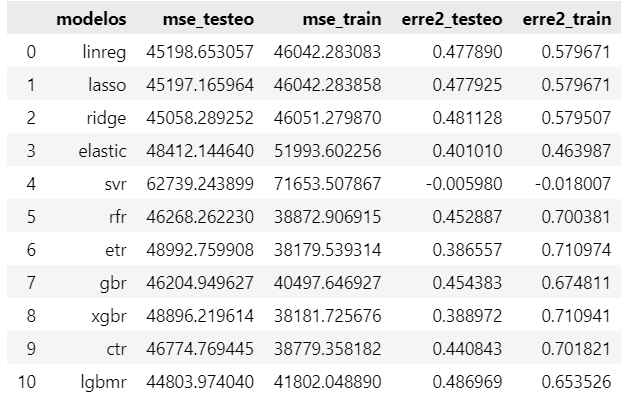 modelos mse_testeo mse_train erre2_testeo erre2_train
0 linreg 45198.653057 46042.283083 0.477890 0.579671
1 lasso 45197.165964 46042.283858 0.477925 0.579671
2 ridge 45058.289252 46051.279870 0.481128 0.579507
3 elastic 48412.144640 51993.602256 0.401010 0.463987
4 svr 62739.243899 71653.507867 -0.005980 -0.018007
5 rfr 46268.262230 38872.906915 0.452887 0.700381
6 etr 48992.759908 38179.539314 0.386557 0.710974
7 gbr 46204.949627 40497.646927 0.454383 0.674811
8 xgbr 48896.219614 38181.725676 0.388972 0.710941
9 ctr 46774.769445 38779.358182 0.440843 0.701821
10 lgbmr 44803.974040 41802.048890 0.486969 0.653526